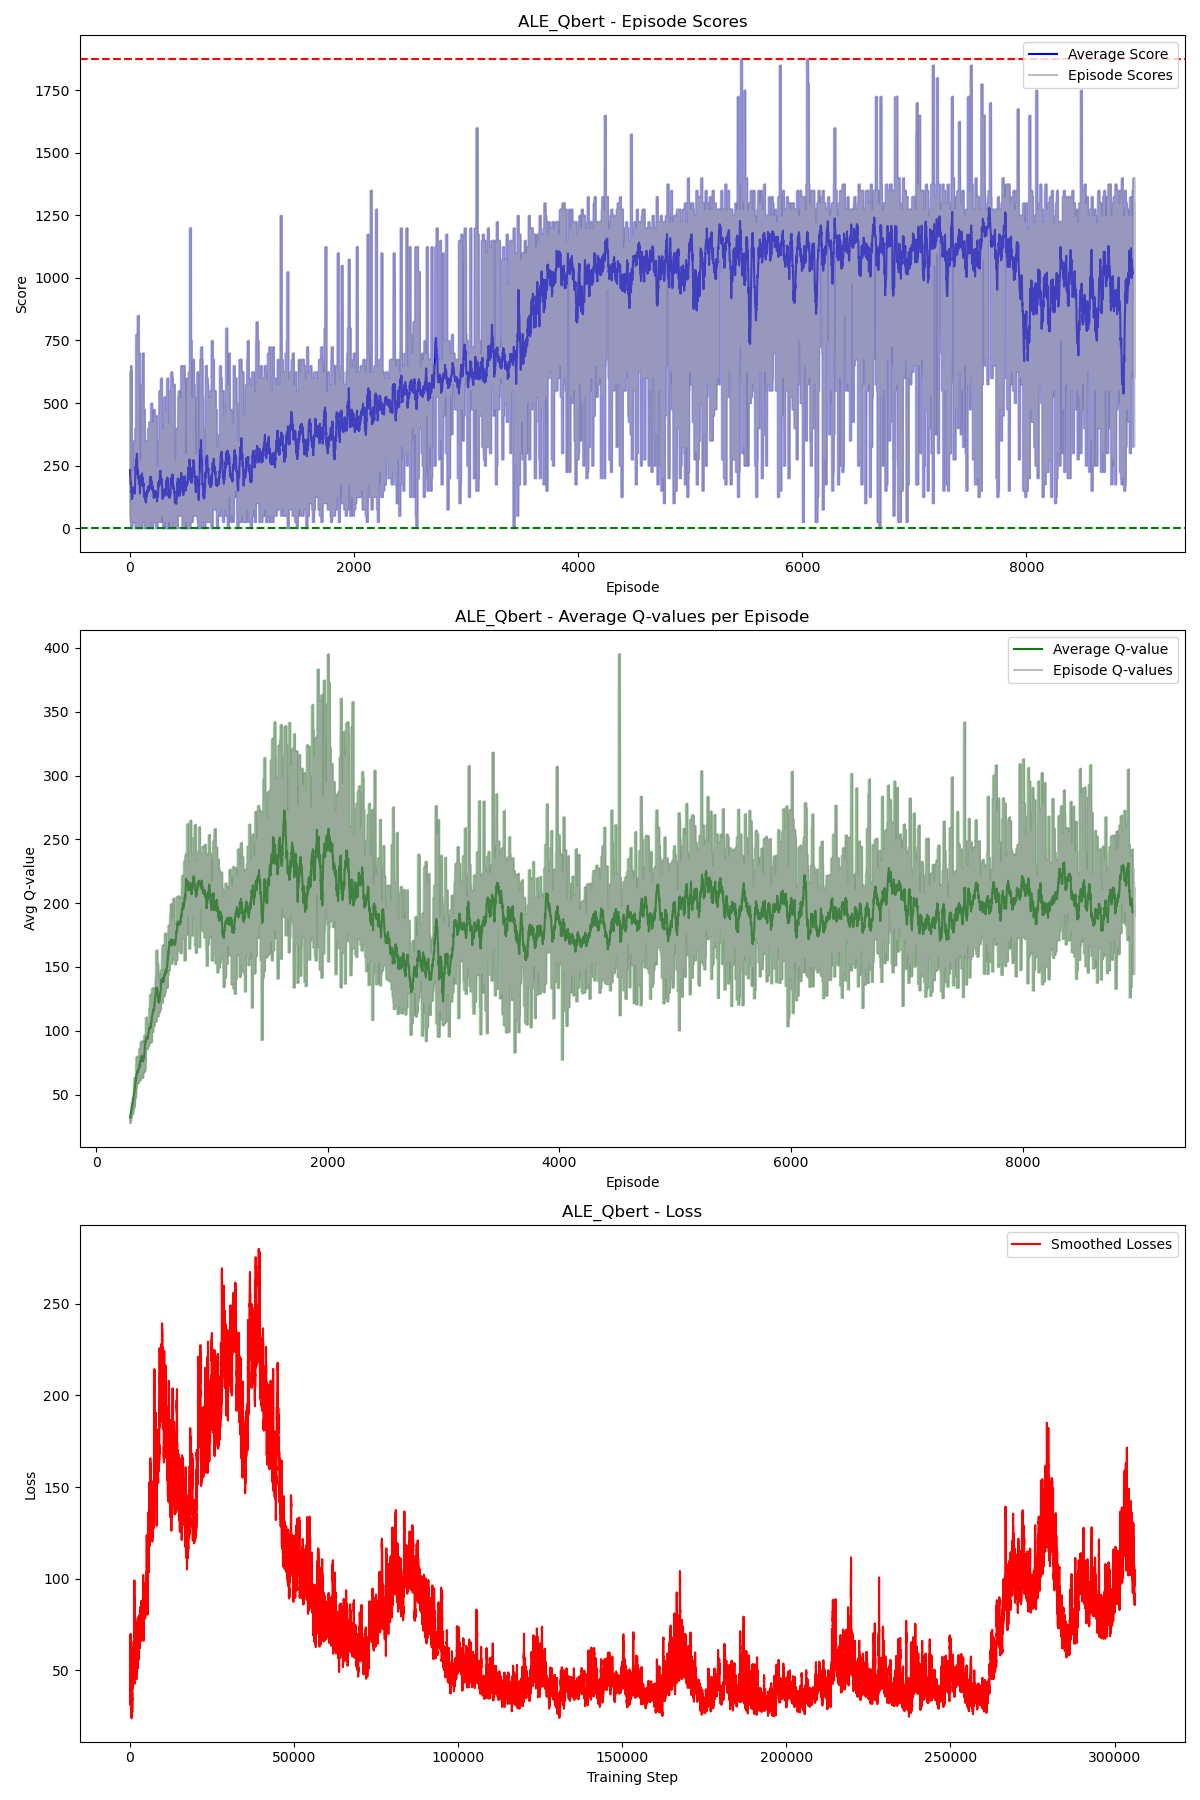 ALE_Qbert - Episode Scores
Average Score
Episode Scores
Score
1750
1500
1250
1000
750
500
250
0
0 2000 4000 6000 8000
Episode
ALE_Qbert - Average Q-values per Episode
Average Q-value
Episode Q-values
Avg Q-value
400
350
300
250
200
150
100
50
0 2000 4000 6000 8000
Episode
ALE_Qbert - Loss
Smoothed Losses
Loss
250
200
150
100
50
0 50000 100000 150000 200000 250000 300000
Training Step